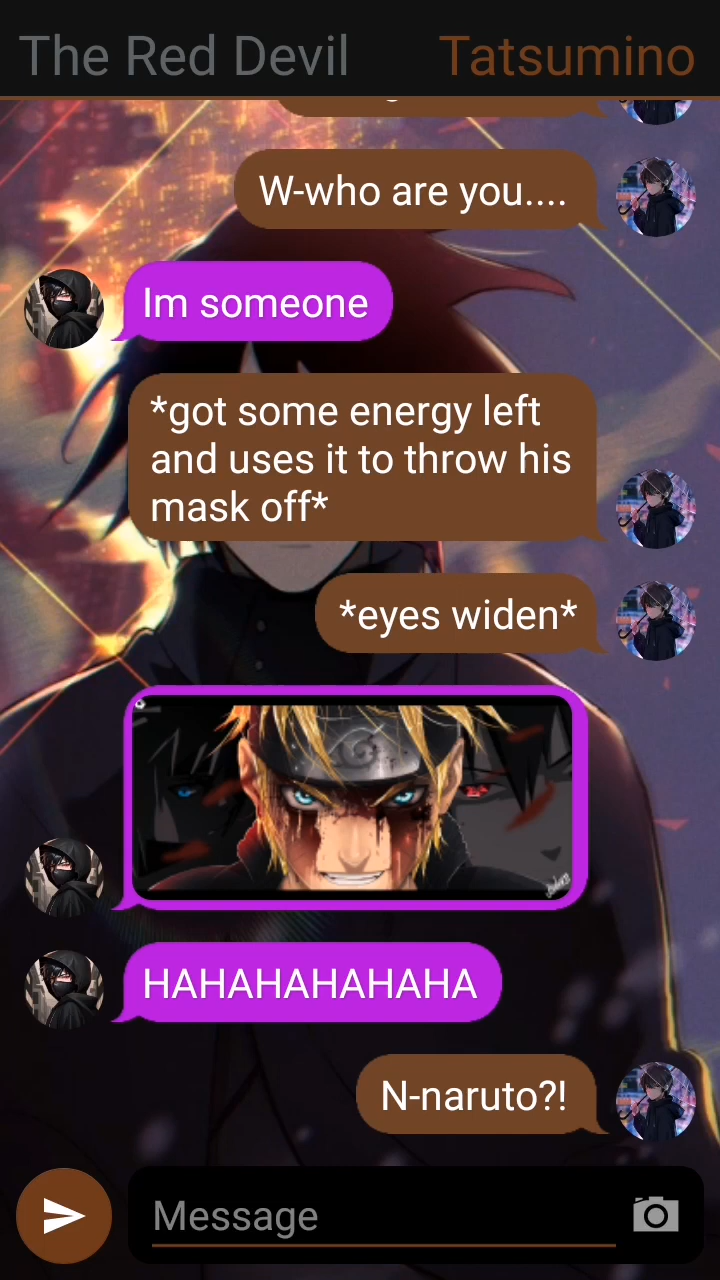 The Red Devil
Tatsumino
W-who are you....
Im someone
*got some energy left
and uses it to throw his
mask off*
*eyes widen*
HAHAHAHAHAHA
N-naruto?!
Message